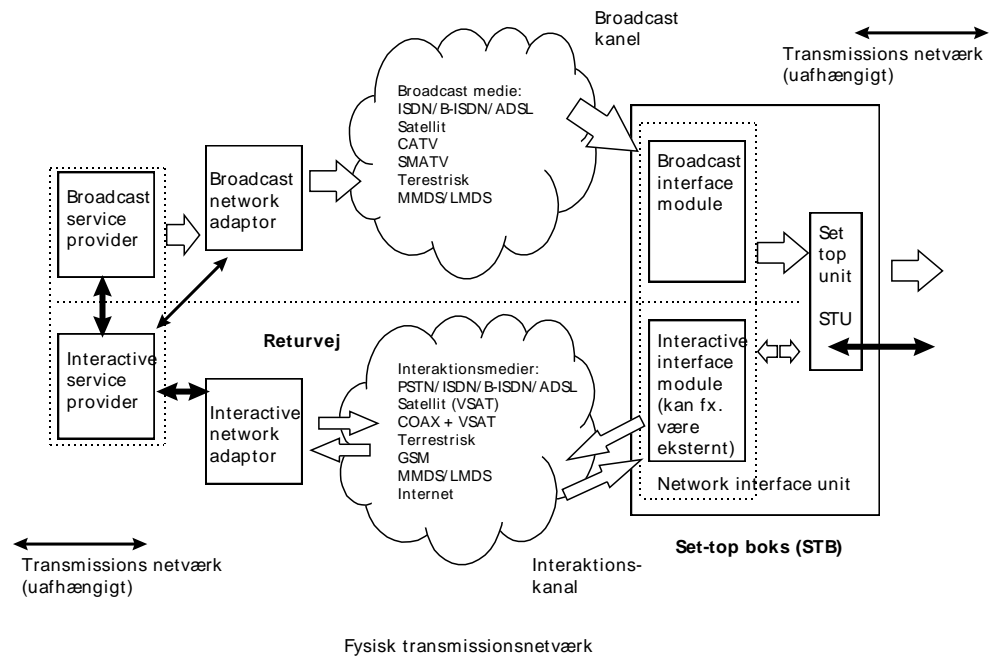 Broadcast
kanal
Transmissions netværk
(uafhængigt)
Broadcast medie:
ISDN/ B-ISDN/ ADSL
Satellit
CATV
SMATV
Terestrisk
MMDS/ LMDS
Broadcast
service
provider
Broadcast
network
adaptor
Broadcast
interface
module
Set
top
unit
STU
Returvej
Interactive
service
provider
Interactive
network
adaptor
Interaktionsmedier:
PSTN/ ISDN/ B-ISDN/ ADSL
Satellit (VSAT)
COAX + VSAT
Terrestrisk
GSM
MMDS/ LMDS
Internet
Interactive
interface
module
(kan fx.
være
eksternt)
Network interface unit
Set-top boks (STB)
Transmissions netværk
(uafhængigt)
Interaktions-
kanal
Fysisk transmissionsnetværk